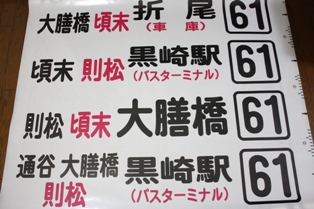 大膳橋 頃末 折尾 61
(車庫)
頃末 則松 黒崎駅 61
(バスターミナル)
則松 頃末 大膳橋 61
通谷 大膳橋 黒崎駅 61
則松 (バスターミナル)